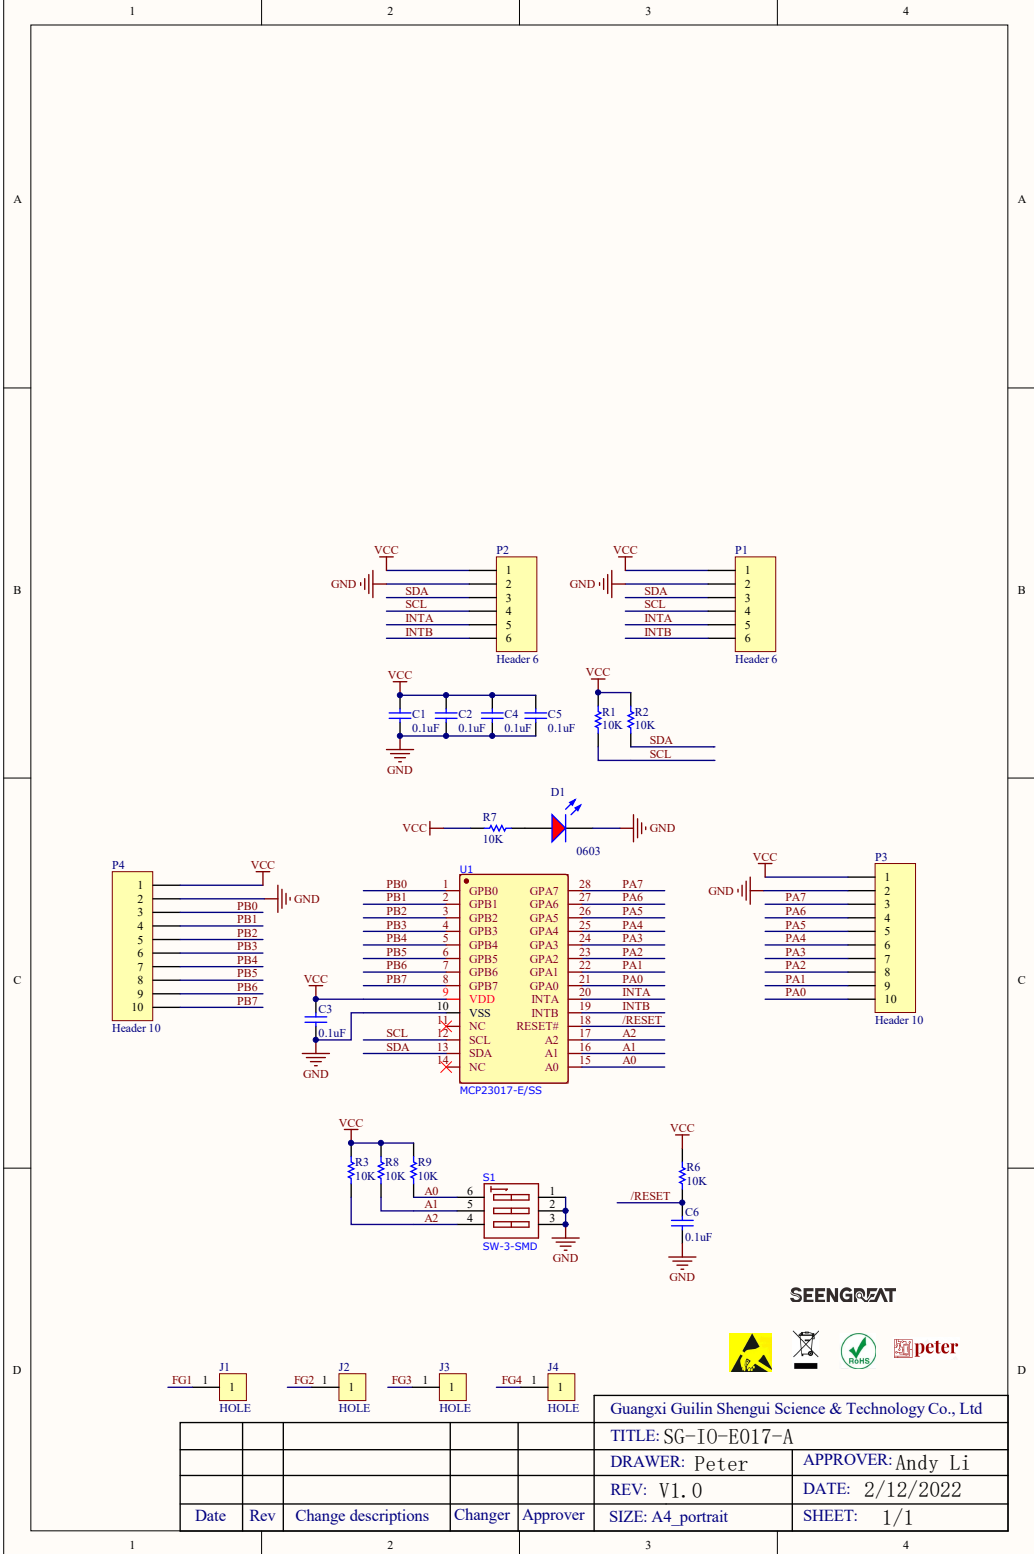 1 2 3 4
A A
VCC P2 VCC P1
1 1
B GND 2 GND 2 B
SDA 3 SDA 3
SCL 4 SCL 4
INTA 5 INTA 5
INTB 6 INTB 6
Header 6 Header 6
VCC VCC
C1 C2 C4 C5 R1 R2
0.1uF 0.1uF 0.1uF 0.1uF 10K 10K
SDA
SCL
GND
D1
R7
VCC GND
10K
0603
P4 VCC U1 VCC P3
1 PB0 1 GPB0 GPA7 28 PA7 1
2 GND PB1 2 GPB1 GPA6 27 PA6 GND 2
3 PB0 PB2 3 GPB2 GPA5 26 PA5 PA7 3
4 PB1 PB3 4 GPB3 GPA4 25 PA4 PA6 4
5 PB2 PB4 5 GPB4 GPA3 24 PA3 PA5 5
6 PB3 PB5 6 GPB5 GPA2 23 PA2 PA4 6
7 PB4 PB6 7 GPB6 GPA1 22 PA1 PA3 7
8 PB5 PB7 8 GPB7 GPA0 21 PA0 PA2 8
C 9 PB6 VCC 9 VDD INTA 20 INTA PA1 9 C
10 PB7 10 VSS INTB 19 INTB PA0 10
Header 10 C3 11 NC RESET# 18 /RESET Header 10
0.1uF SCL 12 SCL A2 17 A2
SDA 13 SDA A1 16 A1
GND 14 NC A0 15 A0
MCP23017-E/SS
VCC VCC
R3 R8 R9 R6
10K 10K 10K 10K
S1
A0 6 1 /RESET
A1 5 2 C6
A2 4 3 0.1uF
SW-3-SMD
GND GND
SEENGREAT
RoHS peter
D D
J1 J2 J3 J4
FG1 1 1 FG2 1 1 FG3 1 1 FG4 1 1
HOLE HOLE HOLE HOLE
Guangxi Guilin Shengui Science & Technology Co., Ltd
TITLE: SG-IO-E017-A
DRAWER: Peter APPROVER: Andy Li
REV: V1.0 DATE: 2/12/2022
Date Rev Change descriptions Changer Approver SIZE: A4_portrait SHEET: 1/1
1 2 3 4